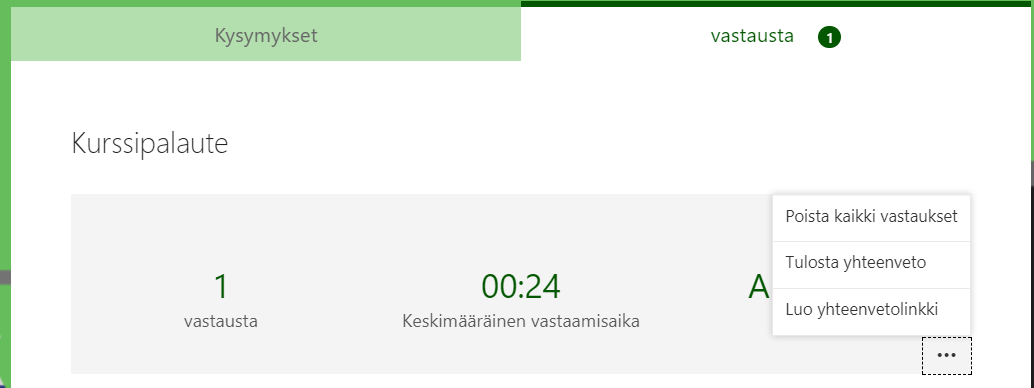 Kysymykset
vastausta 1
Kurssipalaute
1
vastausta
00:24
Keskimääräinen vastaamisaika
A
Poista kaikki vastaukset
Tulosta yhteenveto
Luo yhteenvetolinkki